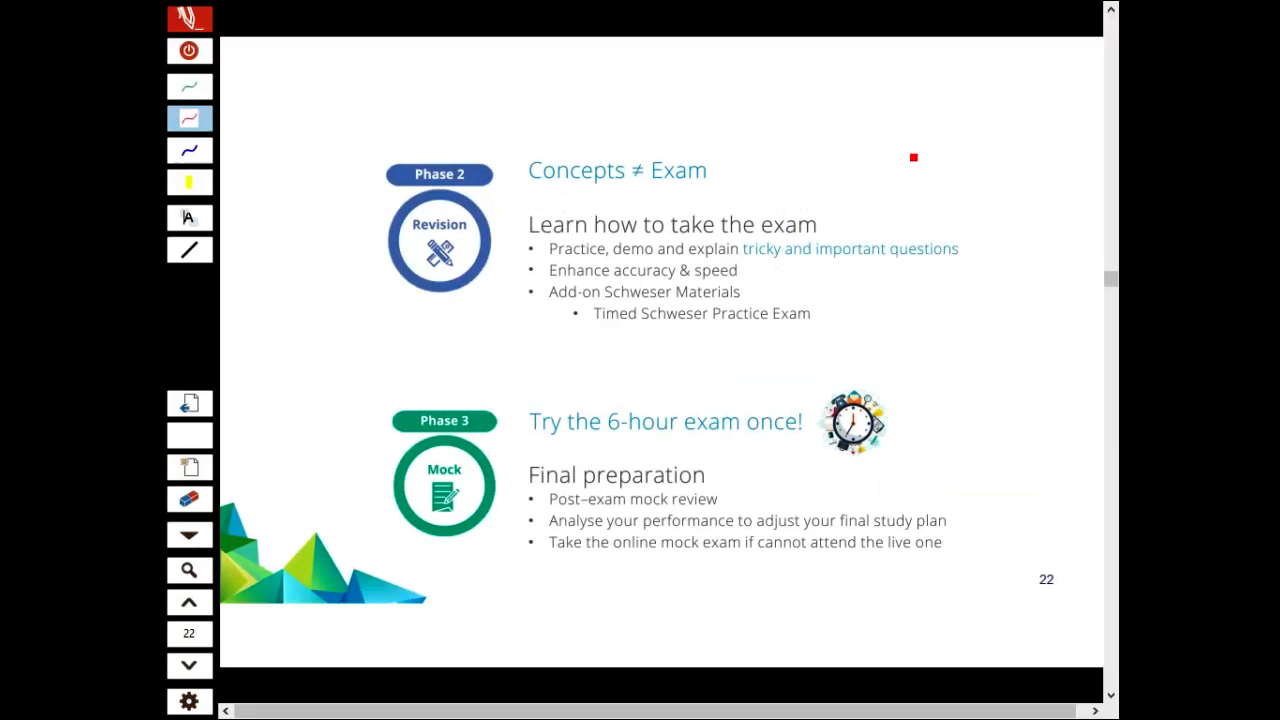 Phase 2
Revision
Concepts ≠ Exam
Learn how to take the exam
• Practice, demo and explain tricky and important questions
• Enhance accuracy & speed
• Add-on Schweser Materials
• Timed Schweser Practice Exam
Phase 3
Mock
Try the 6-hour exam once!
Final preparation
• Post–exam mock review
• Analyse your performance to adjust your final study plan
• Take the online mock exam if cannot attend the live one
22
A
22